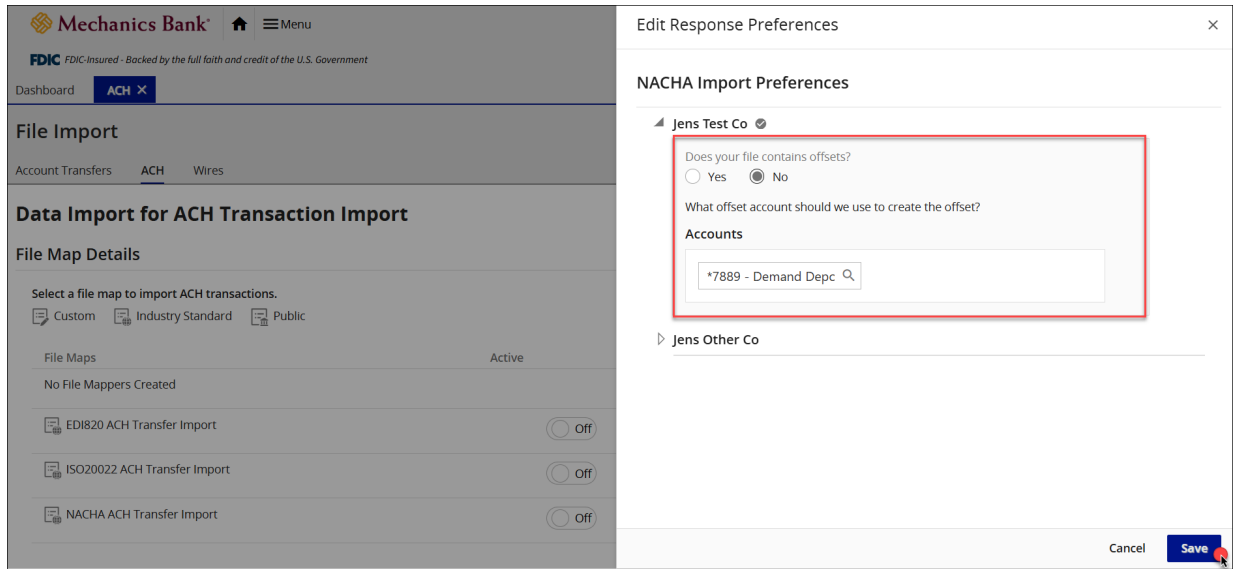 Mechanics Bank®
Menu
FDIC FDIC-Insured - Backed by the full faith and credit of the U.S. Government
Dashboard
ACH
File Import
Account Transfers ACH Wires
Data Import for ACH Transaction Import
File Map Details
Select a file map to import ACH transactions.
Custom Industry Standard Public
File Maps Active
No File Mappers Created
EDI820 ACH Transfer Import Off
ISO20022 ACH Transfer Import Off
NACHA ACH Transfer Import Off
Edit Response Preferences
NACHA Import Preferences
Jens Test Co
Does your file contains offsets?
Yes No
What offset account should we use to create the offset?
Accounts
*7889 - Demand Depc
Jens Other Co
Cancel Save